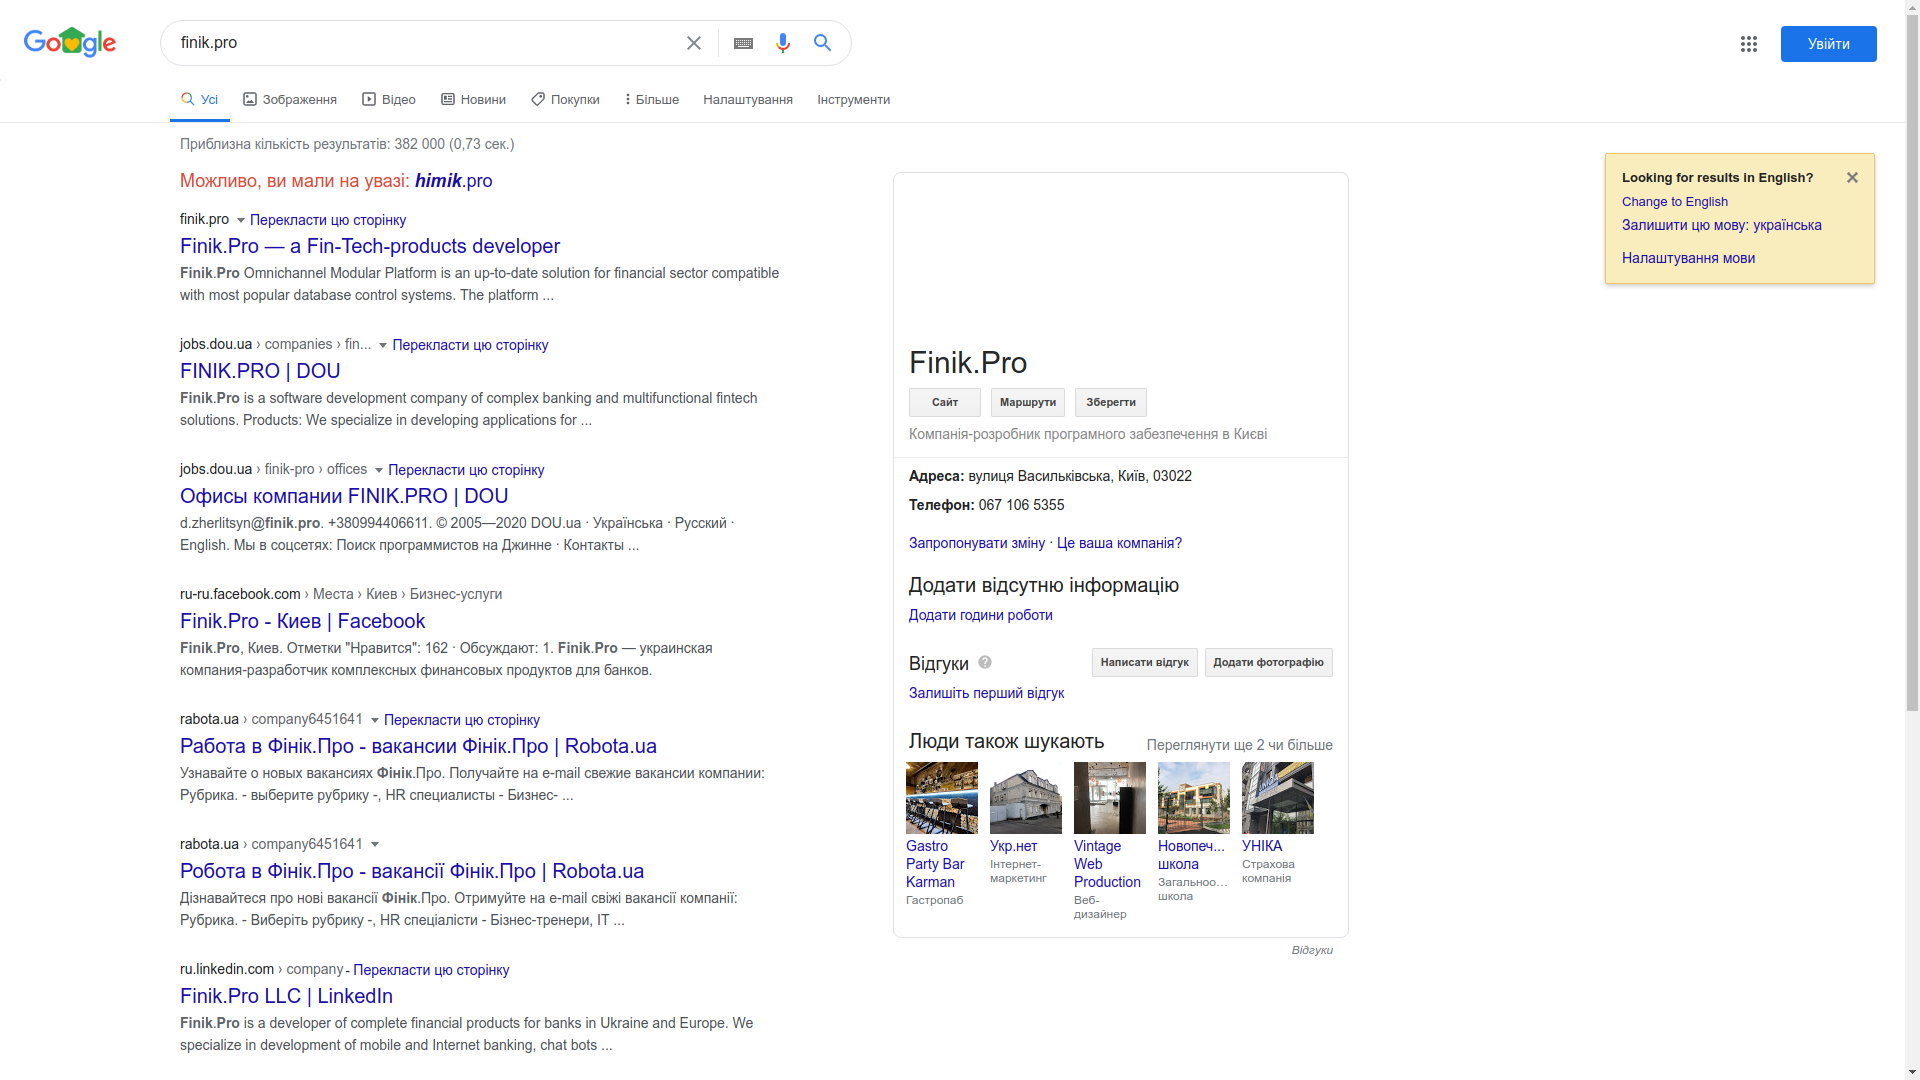 Google
finik.pro
Увійти
Усі
Зображення
Відео
Новини
Покупки
Більше
Налаштування
Інструменти
Приблизна кількість результатів: 382 000 (0,73 сек.)
Можливо, ви мали на увазі: himik.pro
finik.pro Перекласти цю сторінку
Finik.Pro — a Fin-Tech-products developer
Finik.Pro Omnichannel Modular Platform is an up-to-date solution for financial sector compatible
with most popular database control systems. The platform ...
jobs.dou.ua › companies › fin... Перекласти цю сторінку
FINIK.PRO | DOU
Finik.Pro is a software development company of complex banking and multifunctional fintech
solutions. Products: We specialize in developing applications for ...
jobs.dou.ua › finik-pro › offices Перекласти цю сторінку
Офисы компании FINIK.PRO | DOU
d.zherlitsyn@finik.pro. +380994406611. © 2005—2020 DOU.ua · Українська · Русский ·
English. Мы в соцсетях: Поиск программистов на Джинне · Контакты ...
ru-ru.facebook.com › Места › Киев › Бизнес-услуги
Finik.Pro - Киев | Facebook
Finik.Pro, Киев. Отметки "Нравится": 162 · Обсуждают: 1. Finik.Pro — украинская
компания-разработчик комплексных финансовых продуктов для банков.
rabota.ua › company6451641 Перекласти цю сторінку
Работа в Фінік.Про - вакансии Фінік.Про | Robota.ua
Узнавайте о новых вакансиях Фінік.Про. Получайте на e-mail свежие вакансии компании:
Рубрика. - выберите рубрику -, HR специалисты - Бизнес- ...
rabota.ua › company6451641
Робота в Фінік.Про - вакансії Фінік.Про | Robota.ua
Дізнавайтеся про нові вакансії Фінік.Про. Отримуйте на e-mail свіжі вакансії компанії:
Рубрика. - Виберіть рубрику -, HR спеціалісти - Бізнес-тренери, IT ...
ru.linkedin.com › company - Перекласти цю сторінку
Finik.Pro LLC | LinkedIn
Finik.Pro is a developer of complete financial products for banks in Ukraine and Europe. We
specialize in development of mobile and Internet banking, chat bots ...
Finik.Pro
Сайт
Маршрути
Зберегти
Компанія-розробник програмного забезпечення в Києві
Адреса: вулиця Васильківська, Київ, 03022
Телефон: 067 106 5355
Запропонувати зміну · Це ваша компанія?
Додати відсутню інформацію
Додати години роботи
Відгуки
Написати відгук
Додати фотографію
Залишіть перший відгук
Люди також шукають
Переглянути ще 2 чи більше
Gastro
Party Bar
Karman
Гастропаб
Укр.нет
Інтернет-
маркетинг
Vintage
Web
Production
Веб-
дизайнер
Новопеч...
школа
Загальноо...
школа
УНІКА
Страхова
компанія
Відгуки
Looking for results in English?
Change to English
Залишити цю мову: українська
Налаштування мови